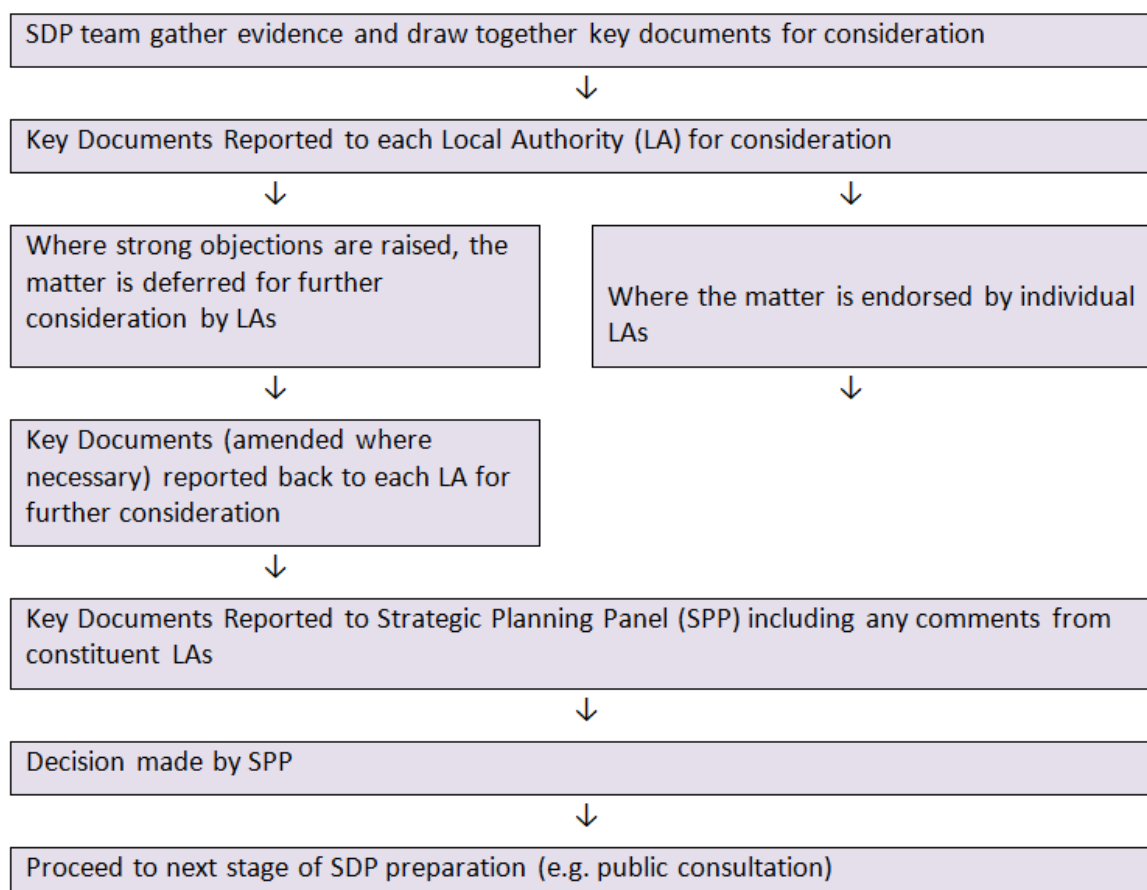 SDP team gather evidence and draw together key documents for consideration
Key Documents Reported to each Local Authority (LA) for consideration
Where strong objections are raised, the
matter is deferred for further
consideration by LAs
Where the matter is endorsed by individual
LAs
Key Documents (amended where
necessary) reported back to each LA for
further consideration
Key Documents Reported to Strategic Planning Panel (SPP) including any comments from
constituent LAs
Decision made by SPP
Proceed to next stage of SDP preparation (e.g. public consultation)